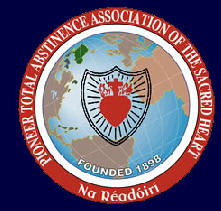 PIONEER TOTAL ABSTINENCE ASSOCIATION OF THE SACRED HEART
FOUNDED 1898
Na Réadóirí